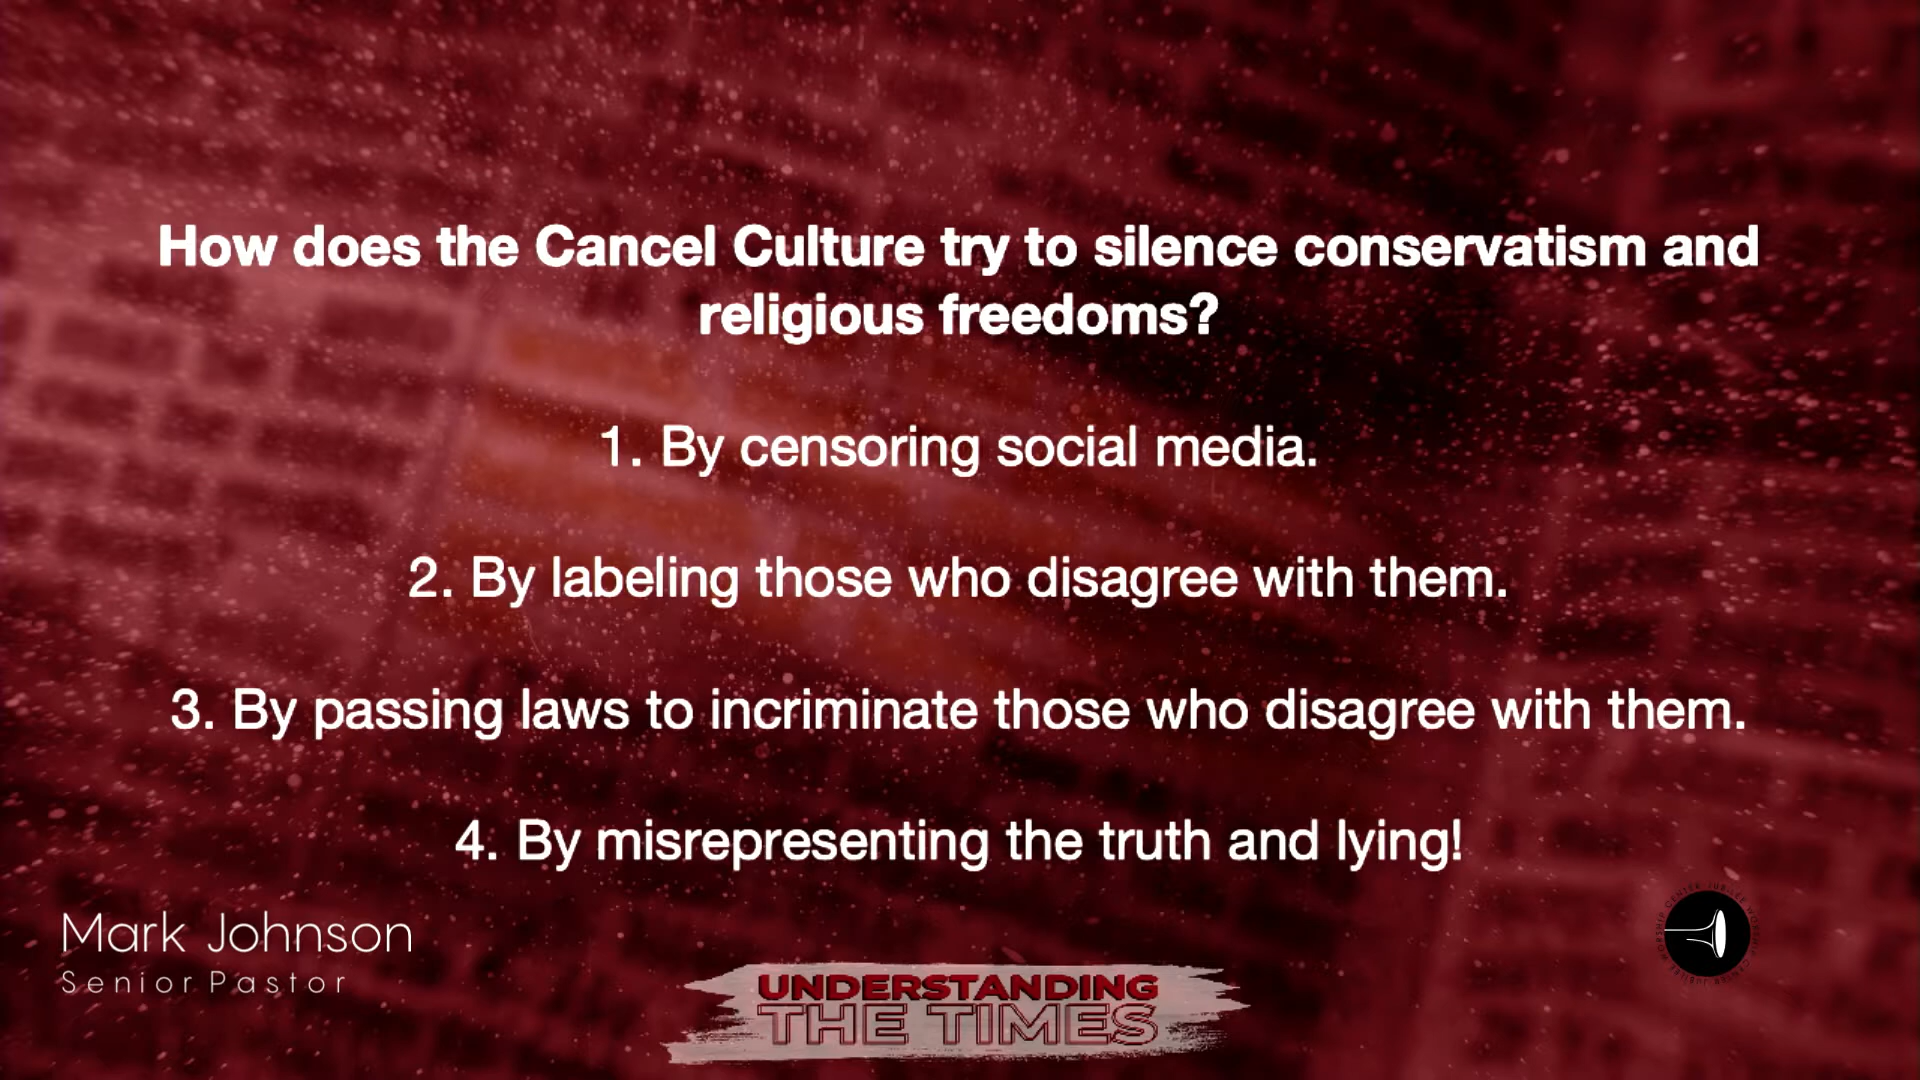 How does the Cancel Culture try to silence conservatism and
religious freedoms?
1. By censoring social media.
2. By labeling those who disagree with them.
3. By passing laws to incriminate those who disagree with them.
4. By misrepresenting the truth and lying!
Mark Johnson
Senior Pastor
UNDERSTANDING
THE TIMES